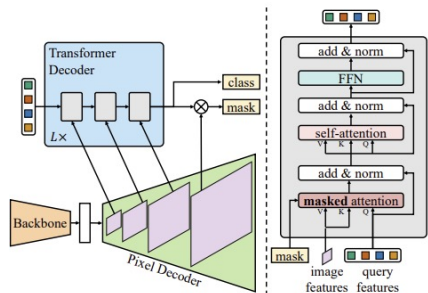 Transformer
Decoder
L×
class
mask
Backbone
Pixel Decoder
add & norm
FFN
add & norm
self-attention
V K Q
add & norm
masked attention
V K Q
mask
image
features
query
features